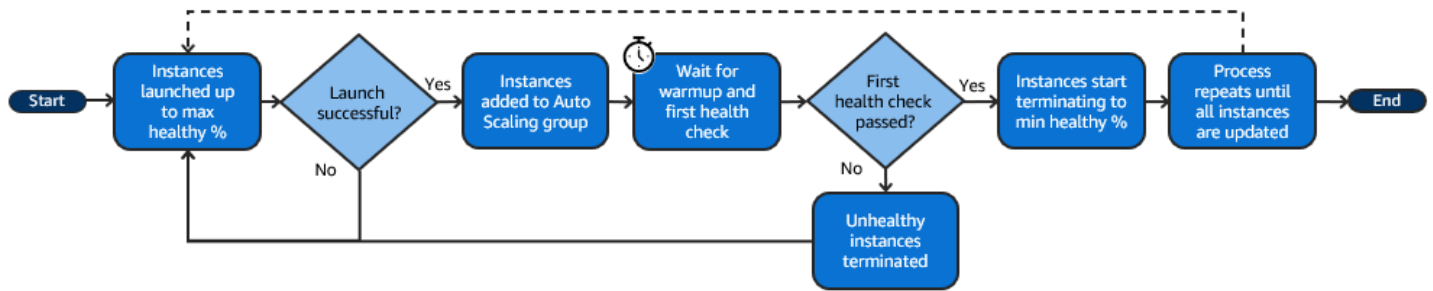 Start
Instances
launched up
to max
healthy %
Launch
successful?
Yes
No
Instances
added to Auto
Scaling group
Wait for
warmup and
first health
check
First
health check
passed?
Yes
No
Unhealthy
instances
terminated
Instances start
terminating to
min healthy %
Process
repeats until
all instances
are updated
End